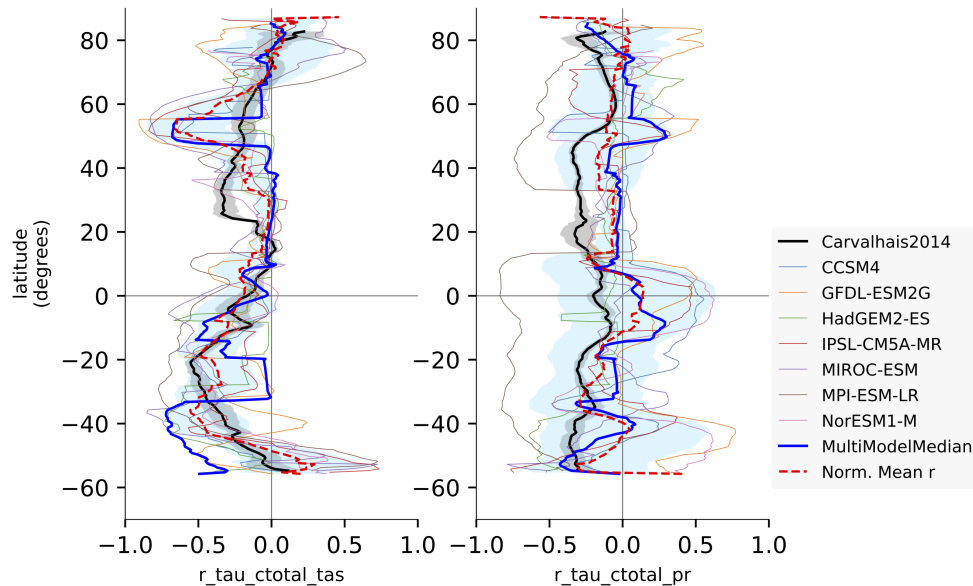 80
60
40
20
0
−20
−40
−60
latitude
(degrees)
−1.0 −0.5 0.0 0.5 1.0
r_tau_ctotal_tas
−1.0 −0.5 0.0 0.5 1.0
r_tau_ctotal_pr
80
60
40
20
0
−20
−40
−60
Carvalhais2014
CCSM4
GFDL-ESM2G
HadGEM2-ES
IPSL-CM5A-MR
MIROC-ESM
MPI-ESM-LR
NorESM1-M
MultiModelMedian
Norm. Mean r